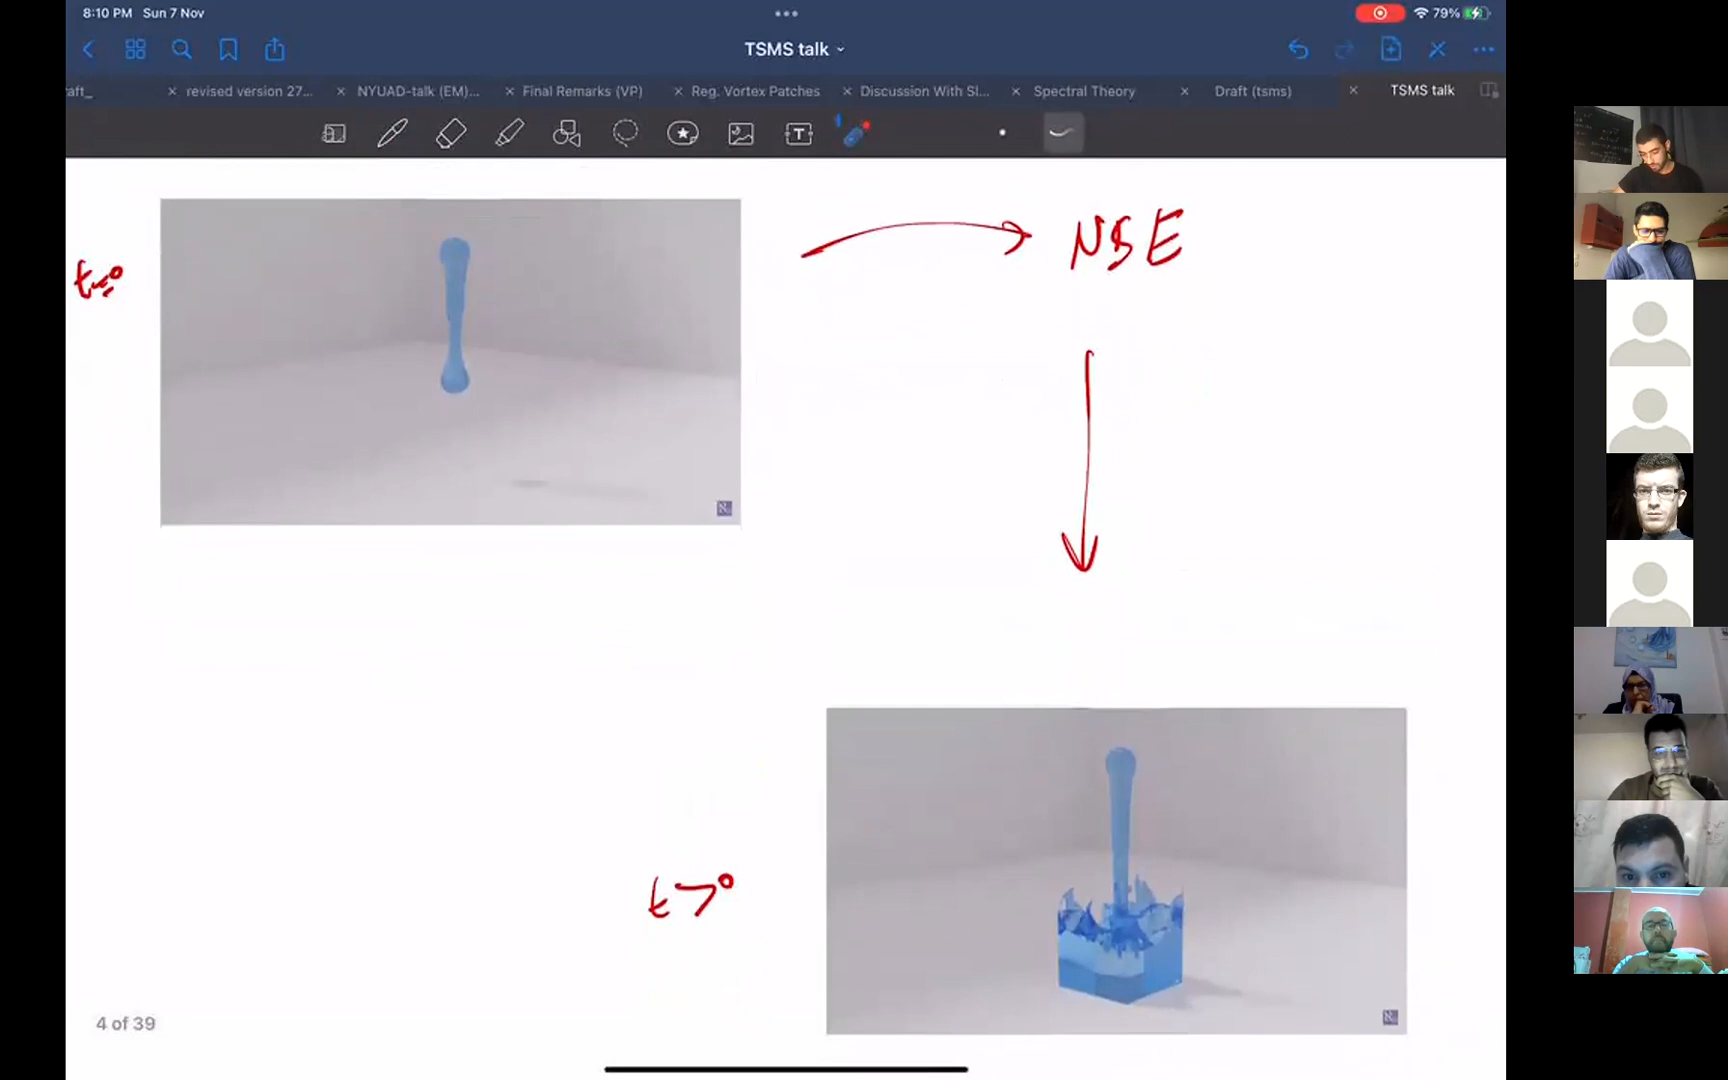 8:10 PM Sun 7 Nov
79%
TSMS talk
aft_
revised version 27...
NYUAD-talk (EM)...
Final Remarks (VP)
Reg. Vortex Patches
Discussion With Sl...
Spectral Theory
Draft (tsms)
TSMS talk
t=0
NSE
t>0
4 of 39